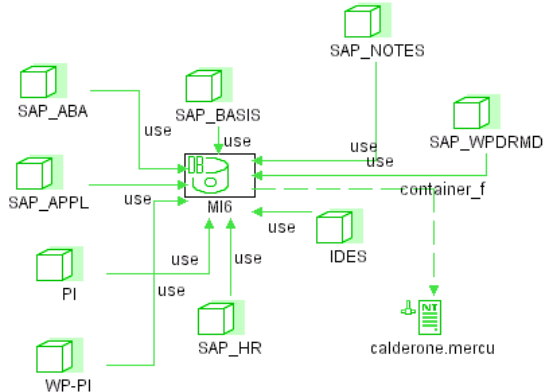 SAP_NOTES
SAP_ABA
SAP_BASIS
SAP_WPDRMD
use
use
use
use
DB
SAP_APPL
use
MI6
container_f
use
IDES
PI
use
use
NT
use
SAP_HR
calderone.mercu
WP-PI